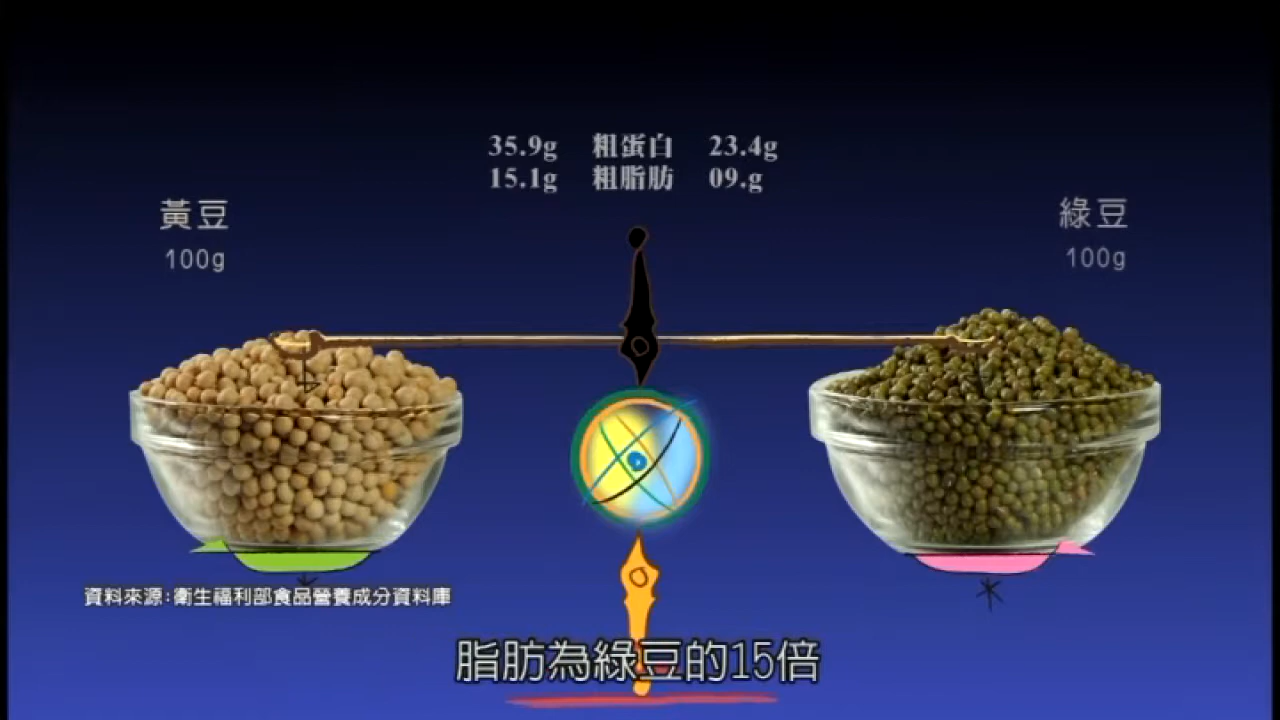 35.9g 粗蛋白 23.4g
15.1g 粗脂肪 09.g
黃豆
100g
綠豆
100g
資料來源:衛生福利部食品營養成分資料庫
脂肪為綠豆的15倍